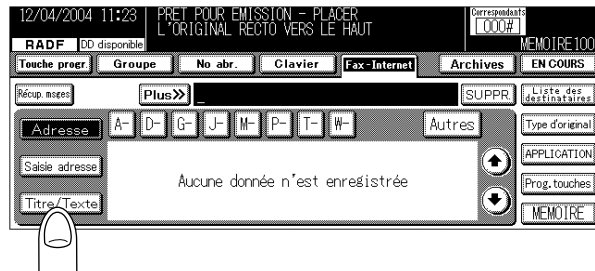 12/04/2004 11:23 PRET POUR EMISSION – PLACER Correspondants
L'ORIGINAL RECTO VERS LE HAUT 000#
RADF DD disponible MEMOIRE100
Touche progr. Groupe No abr. Clavier Fax-Internet Archives EN COURS
Récup. msges Plus» _ SUPPR. Liste des destinataires
Adresse A- D- G- J- M- P- T- W- Autres Type d'original
Saisie adresse Aucune donnée n'est enregistrée APPLICATION
Prog. touches
Titre/Texte MEMOIRE